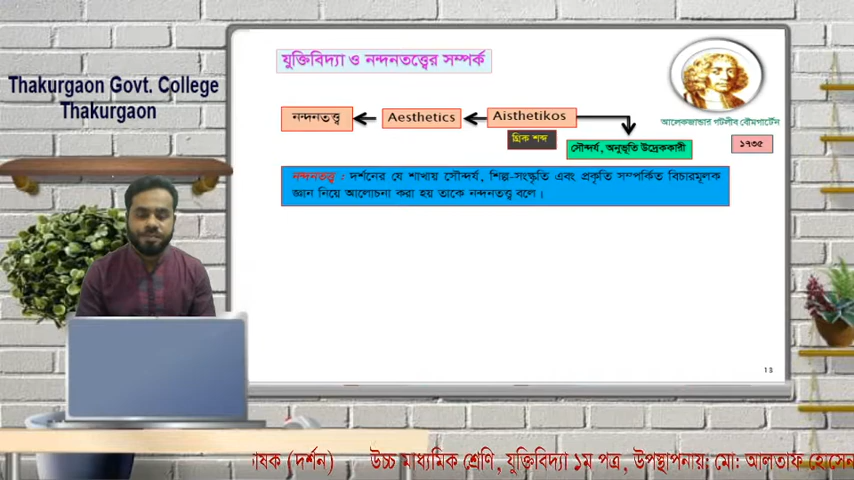 Thakurgaon Govt. College
Thakurgaon
যুক্তিবিদ্যা ও নন্দনতত্ত্বের সম্পর্ক
নন্দনতত্ত্ব
Aesthetics
Aisthetikos
গ্রিক শব্দ
সৌন্দর্য, অনুভূতি উদ্রেককারী
আলেকজান্ডার গটলীব বৌমগার্টেন
১৭৩৫
নন্দনতত্ত্ব : দর্শনের যে শাখায় সৌন্দর্য, শিল্প-সংস্কৃতি এবং প্রকৃতি সম্পর্কিত বিচারমূলক
জ্ঞান নিয়ে আলোচনা করা হয় তাকে নন্দনতত্ত্ব বলে।
13
(দর্শন) উচ্চ মাধ্যমিক শ্রেণি, যুক্তিবিদ্যা ১ম পত্র, উপস্থাপনায়: মো: আলতাফ হোসেন